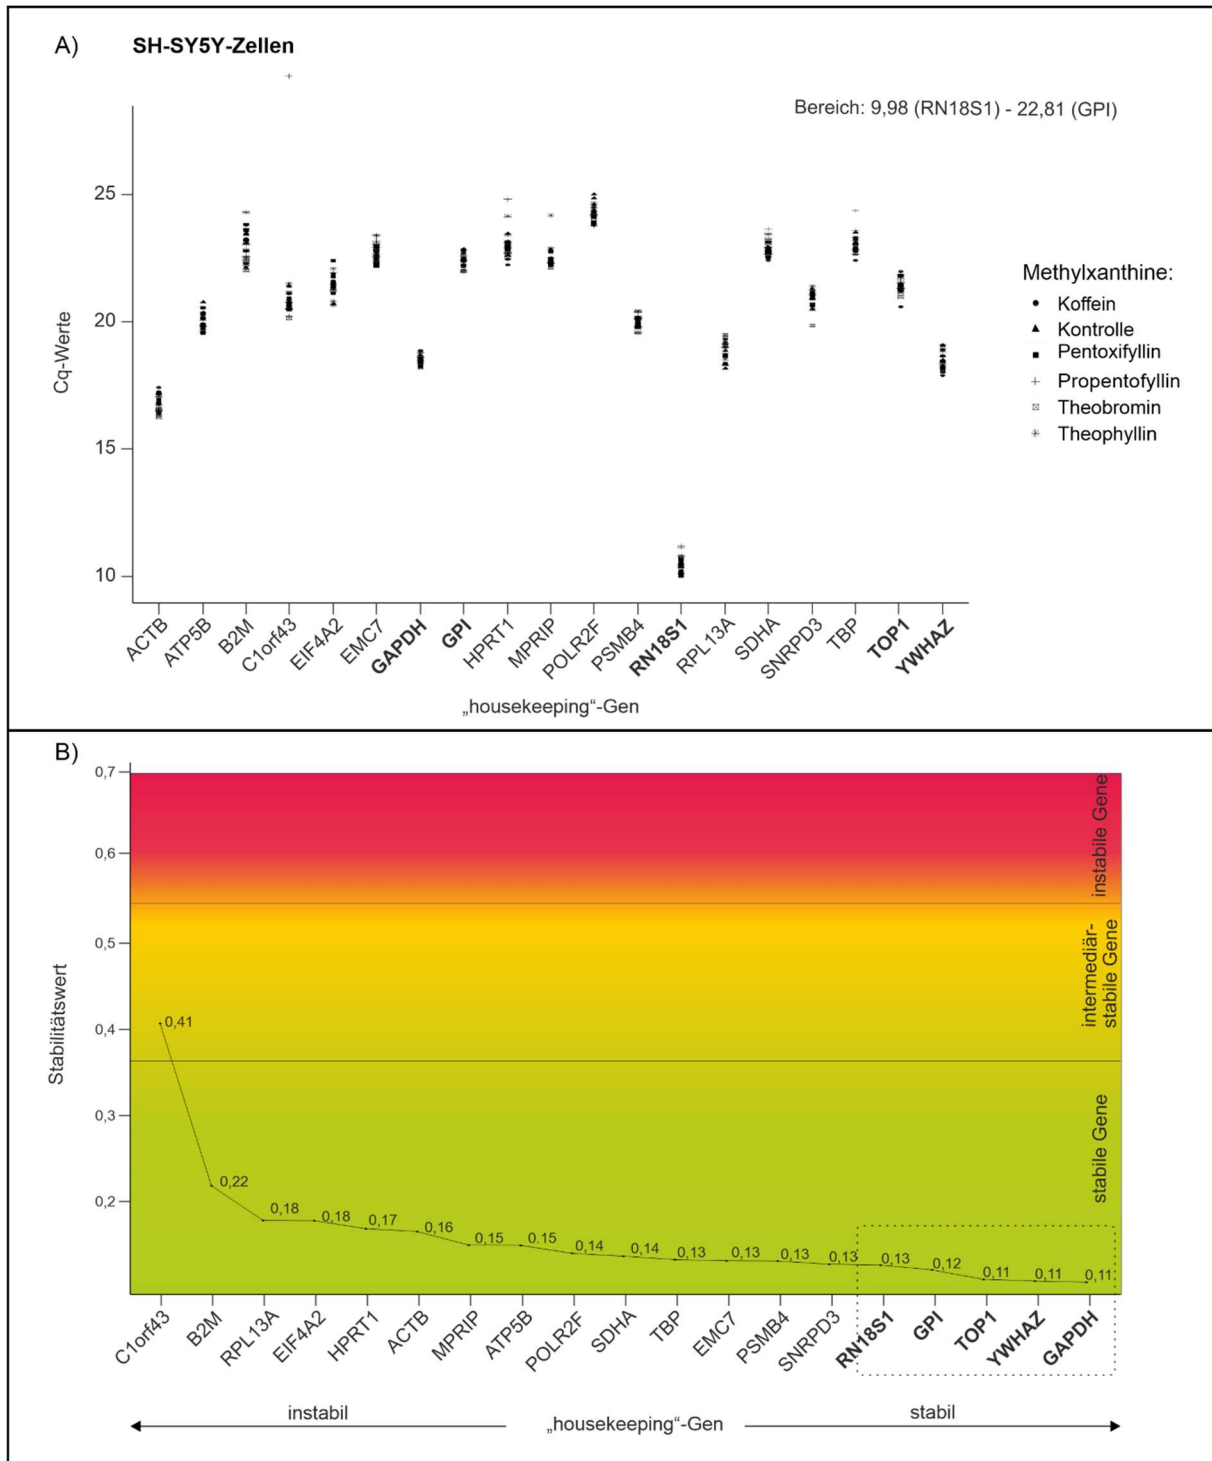 A) SH-SY5Y-Zellen
Bereich: 9,98 (RN18S1) - 22,81 (GPI)
Cq-Werte
25
20
15
10
Methylxanthine:
Koffein
Kontrolle
Pentoxifyllin
Propentofyllin
Theobromin
Theophyllin
ACTB
ATP5B
B2M
C1orf43
EIF4A2
EMC7
GAPDH
GPI
HPRT1
MPRIP
POLR2F
PSMB4
RN18S1
RPL13A
SDHA
SNRPD3
TBP
TOP1
YWHAZ
„housekeeping“-Gen
B)
Stabilitätswert
0,7
0,6
0,5
0,4
0,3
0,2
instabile Gene
intermediär-
stabile Gene
stabile Gene
0,41
0,22
0,18
0,18
0,17
0,16
0,15
0.15
0,14
0,14
0,13
0,13
0,13
0,13
0,13
0,12
0,11
0,11
0,11
C1orf43
B2M
RPL13A
EIF4A2
HPRT1
ACTB
MPRIP
ATP5B
POLR2F
SDHA
TBP
EMC7
PSMB4
SNRPD3
RN18S1
GPI
TOP1
YWHAZ
GAPDH
instabil
„housekeeping“-Gen
stabil